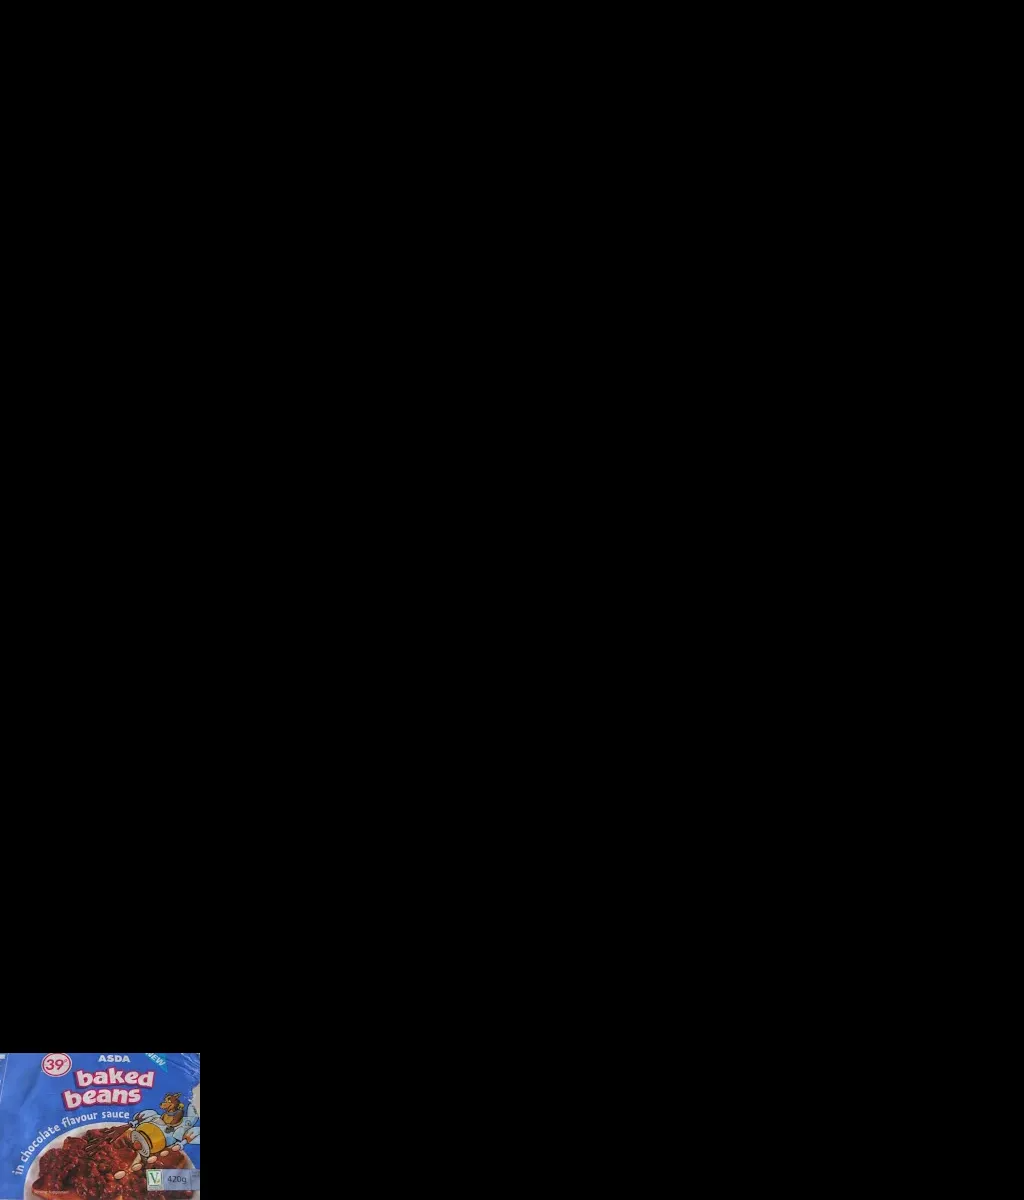 39p
ASDA
NEW
baked
beans
in chocolate flavour sauce
V
420g